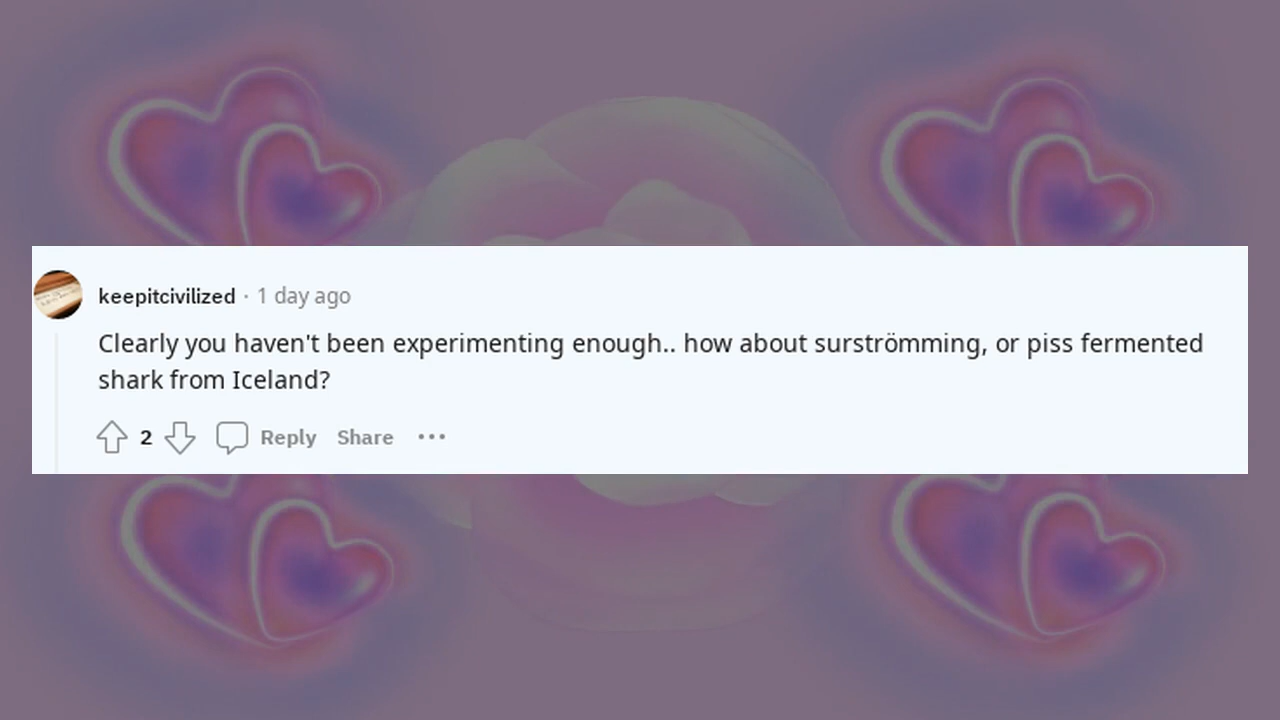 keepitcivilized · 1 day ago
Clearly you haven't been experimenting enough.. how about surströmming, or piss fermented
shark from Iceland?
2 Reply Share ···